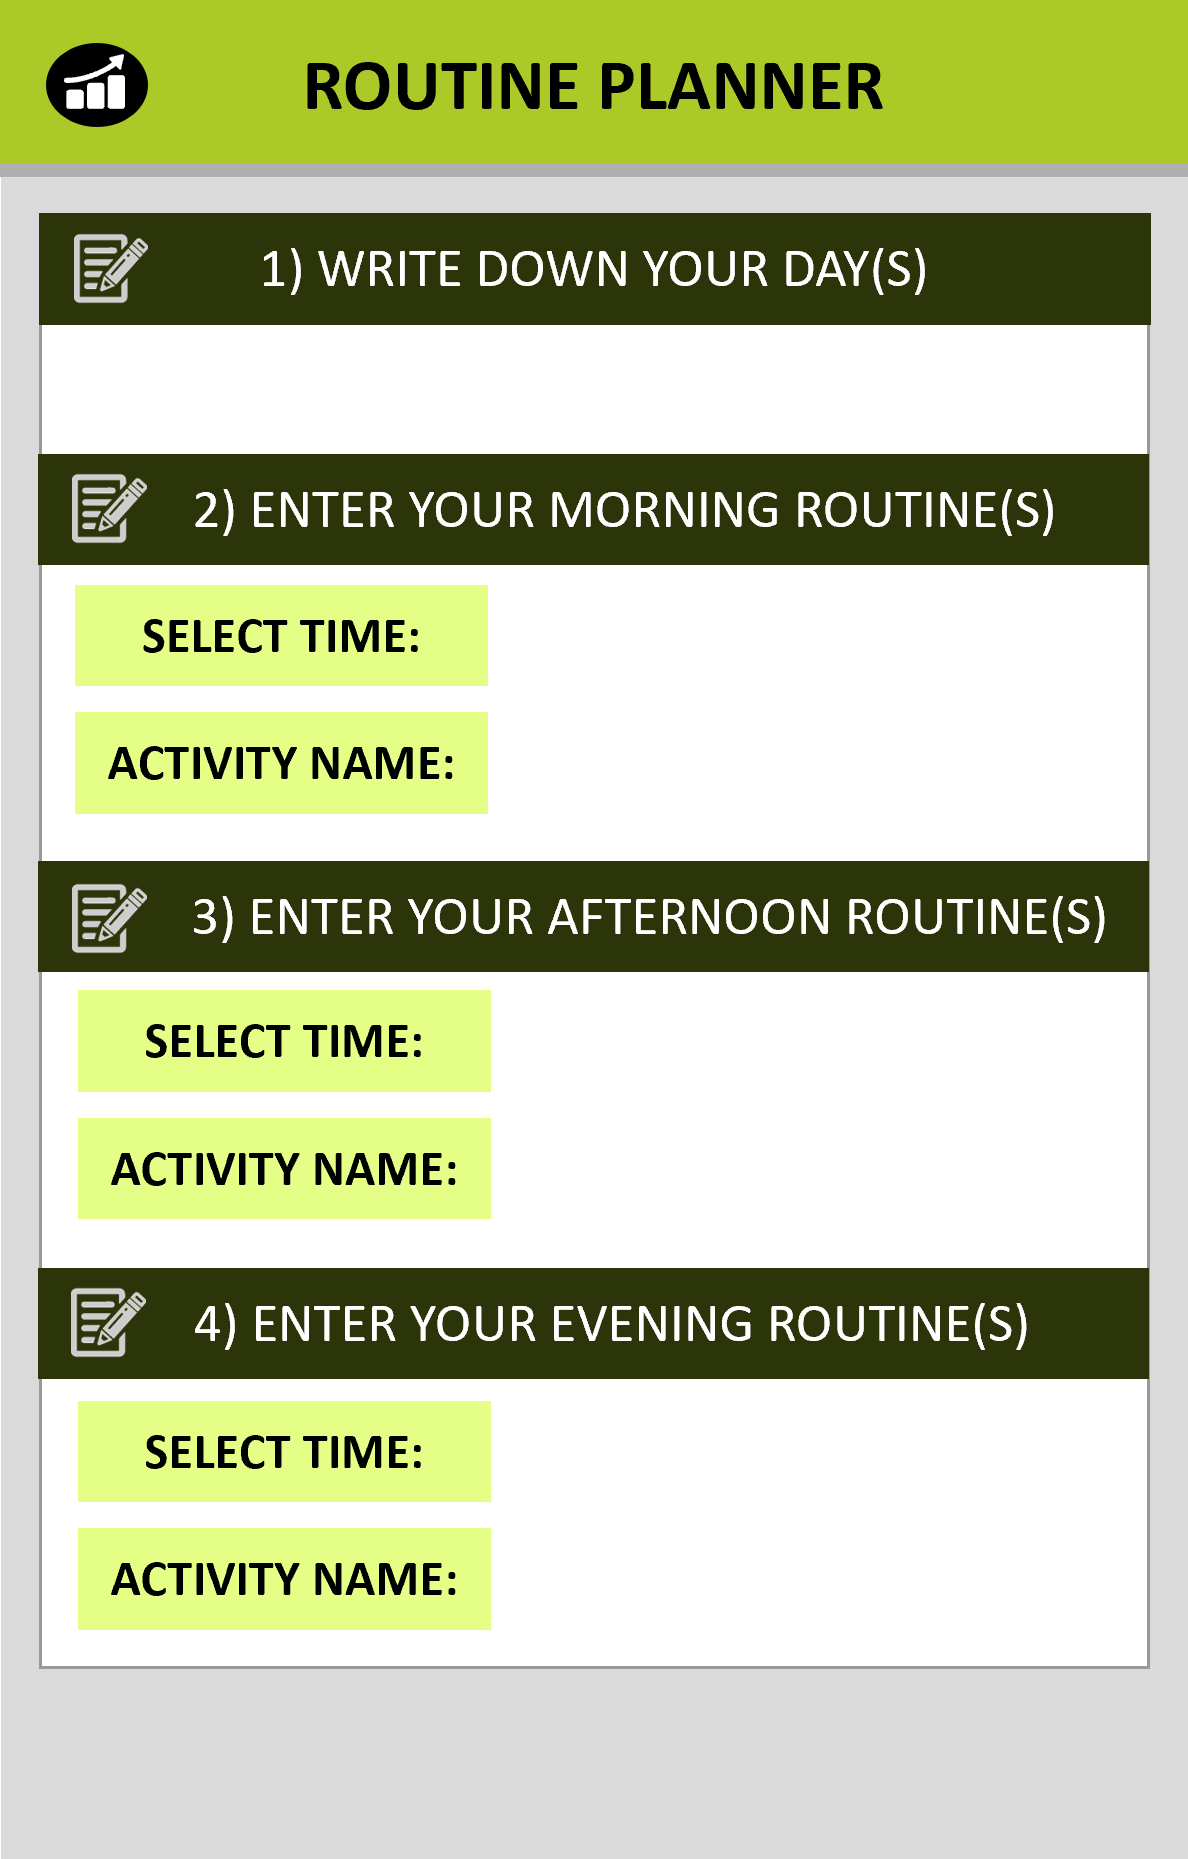 ROUTINE PLANNER
1) WRITE DOWN YOUR DAY(S)
2) ENTER YOUR MORNING ROUTINE(S)
SELECT TIME:
ACTIVITY NAME:
3) ENTER YOUR AFTERNOON ROUTINE(S)
SELECT TIME:
ACTIVITY NAME:
4) ENTER YOUR EVENING ROUTINE(S)
SELECT TIME:
ACTIVITY NAME: